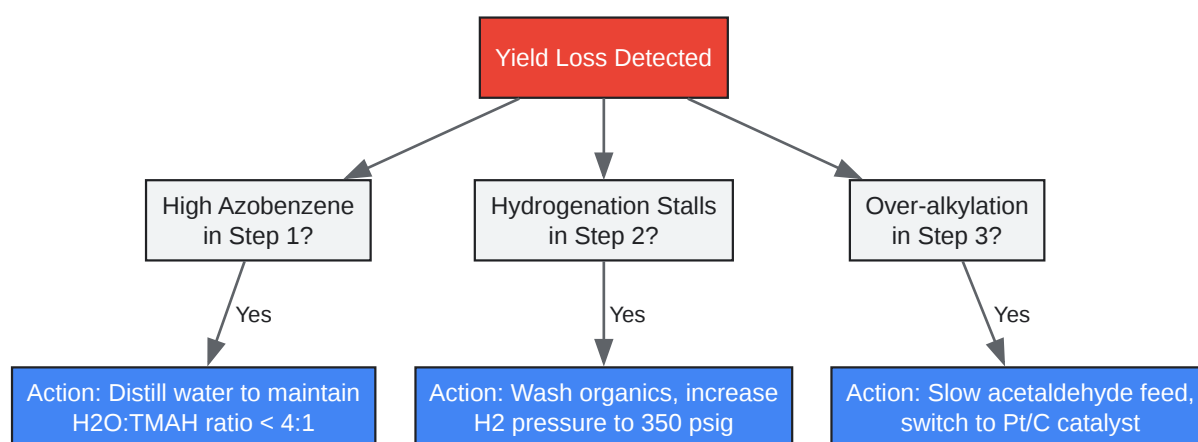 Yield Loss Detected
High Azobenzene
in Step 1?
Hydrogenation Stalls
in Step 2?
Over-alkylation
in Step 3?
Yes
Yes
Yes
Action: Distill water to maintain
H2O:TMAH ratio < 4:1
Action: Wash organics, increase
H2 pressure to 350 psig
Action: Slow acetaldehyde feed,
switch to Pt/C catalyst